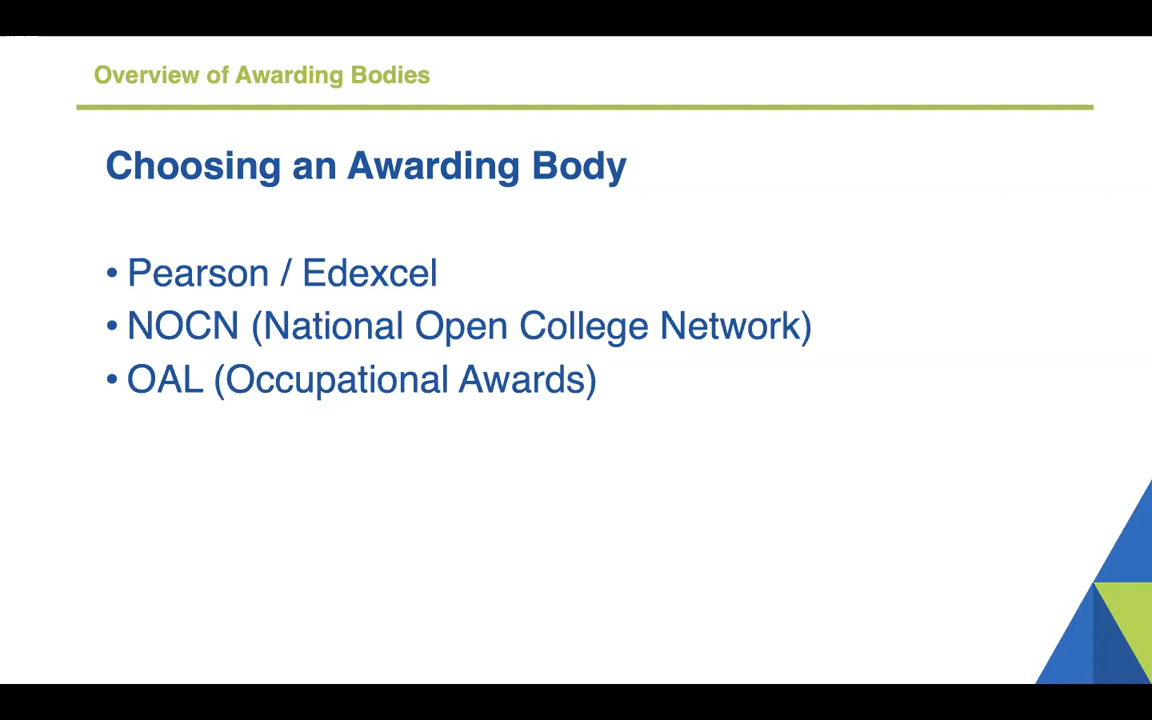 Overview of Awarding Bodies
Choosing an Awarding Body
• Pearson / Edexcel
• NOCN (National Open College Network)
• OAL (Occupational Awards)